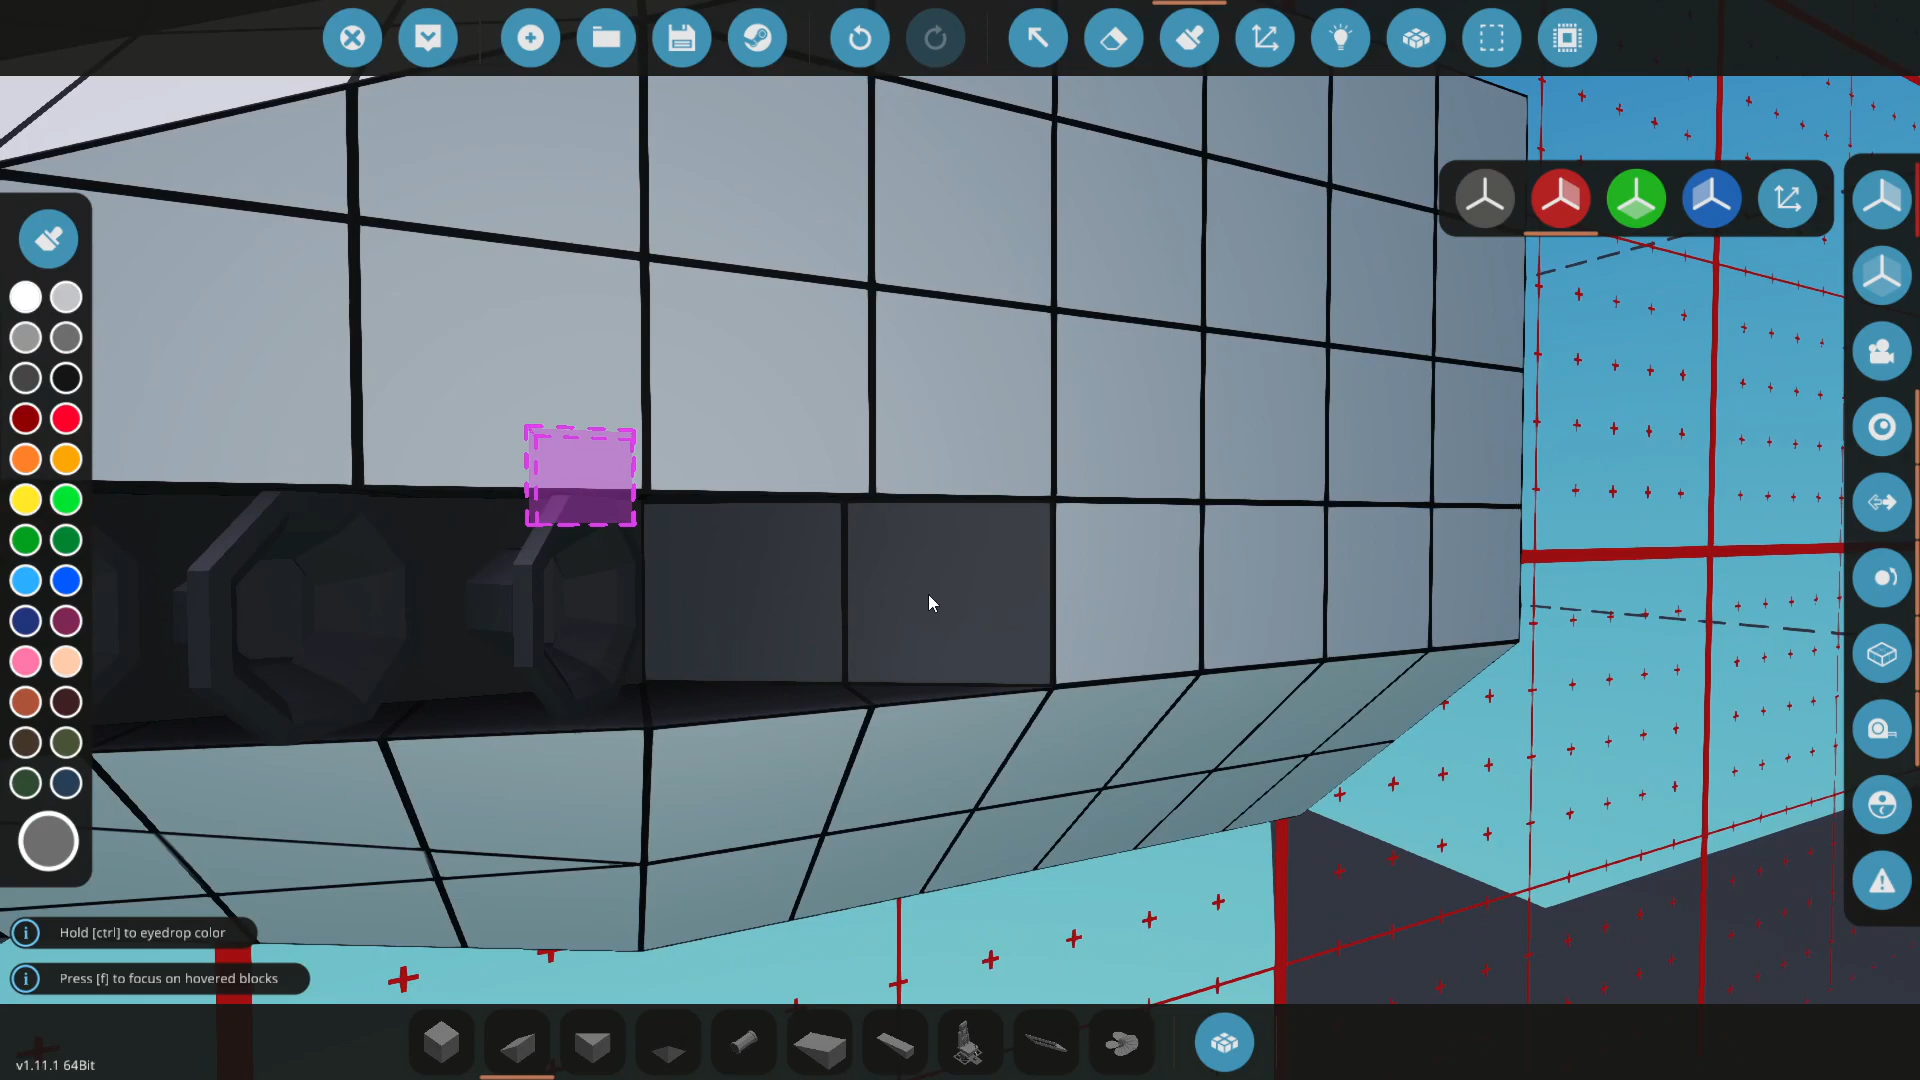 Hold [ctrl] to eyedrop color
Press [f] to focus on hovered blocks
v1.11.1 64Bit